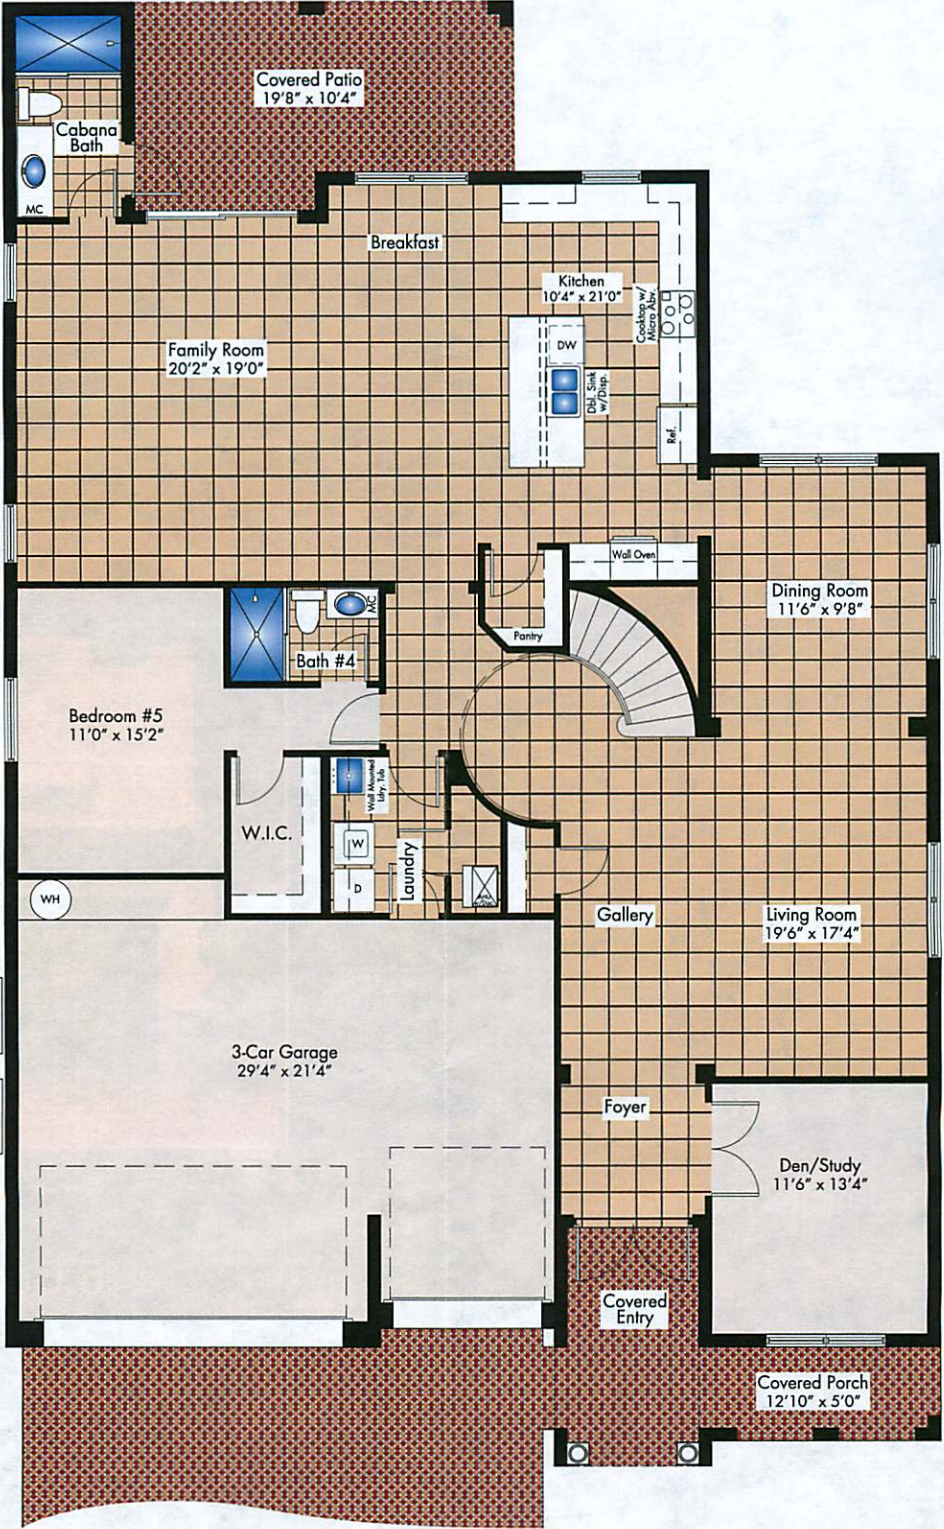 Covered Patio
19'8" x 10'4"
Cabana
Bath
MC
Breakfast
Kitchen
10'4" x 21'0"
Cooktop w/
Micro Abv.
Family Room
20'2" x 19'0"
DW
Dbl. Sink
w/Disp.
Ref.
Wall Oven
Dining Room
11'6" x 9'8"
Pantry
MC
Bath #4
Bedroom #5
11'0" x 15'2"
Wall Mounted
Ldry. Tub
W.I.C.
W
Laundry
D
WH
Gallery
Living Room
19'6" x 17'4"
3-Car Garage
29'4" x 21'4"
Foyer
Den/Study
11'6" x 13'4"
Covered
Entry
Covered Porch
12'10" x 5'0"